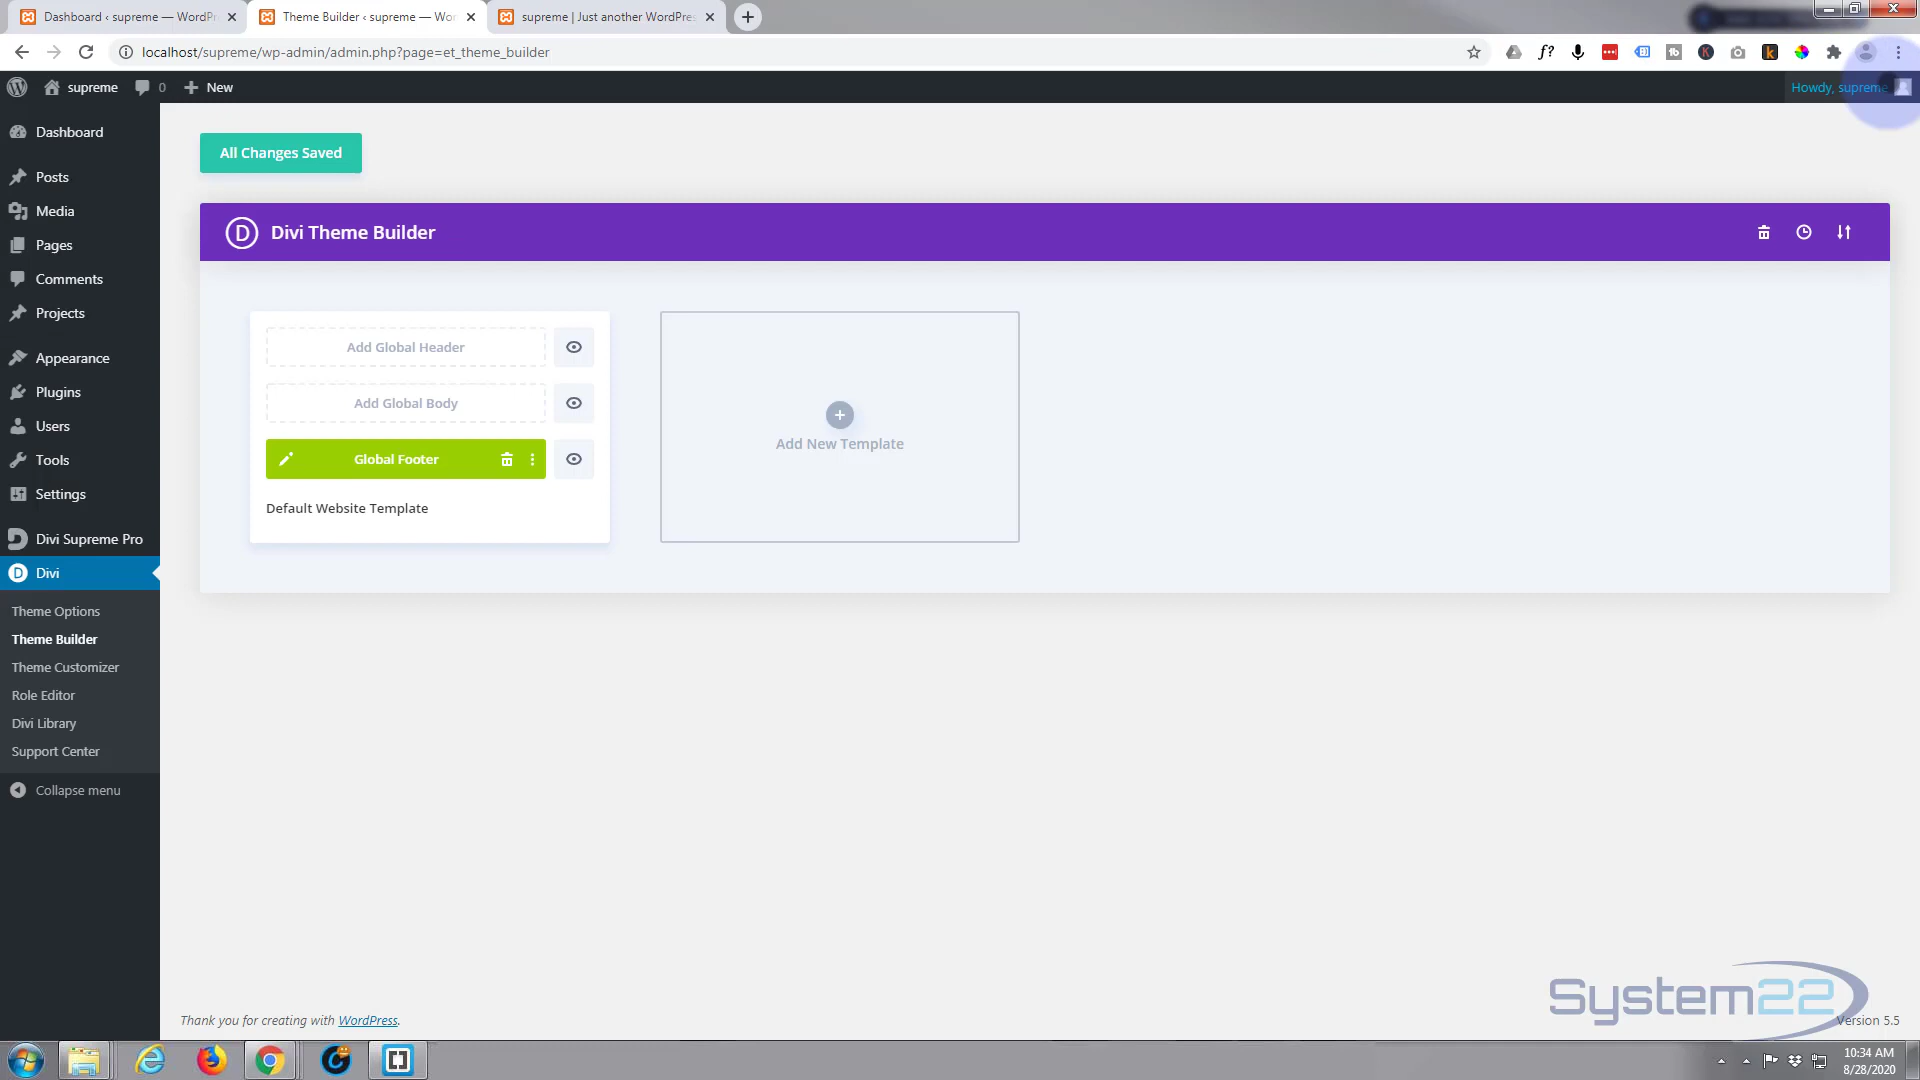 Dashboard ‹ supreme — WordPr
Theme Builder ‹ supreme — Wor
supreme | Just another WordPres
localhost/supreme/wp-admin/admin.php?page=et_theme_builder
supreme
0
New
Howdy, supreme
Dashboard
Posts
Media
Pages
Comments
Projects
Appearance
Plugins
Users
Tools
Settings
Divi Supreme Pro
Divi
Theme Options
Theme Builder
Theme Customizer
Role Editor
Divi Library
Support Center
Collapse menu
All Changes Saved
D Divi Theme Builder
Add Global Header
Add Global Body
Global Footer
Default Website Template
Add New Template
Thank you for creating with WordPress.
System22
Version 5.5
10:34 AM
8/28/2020